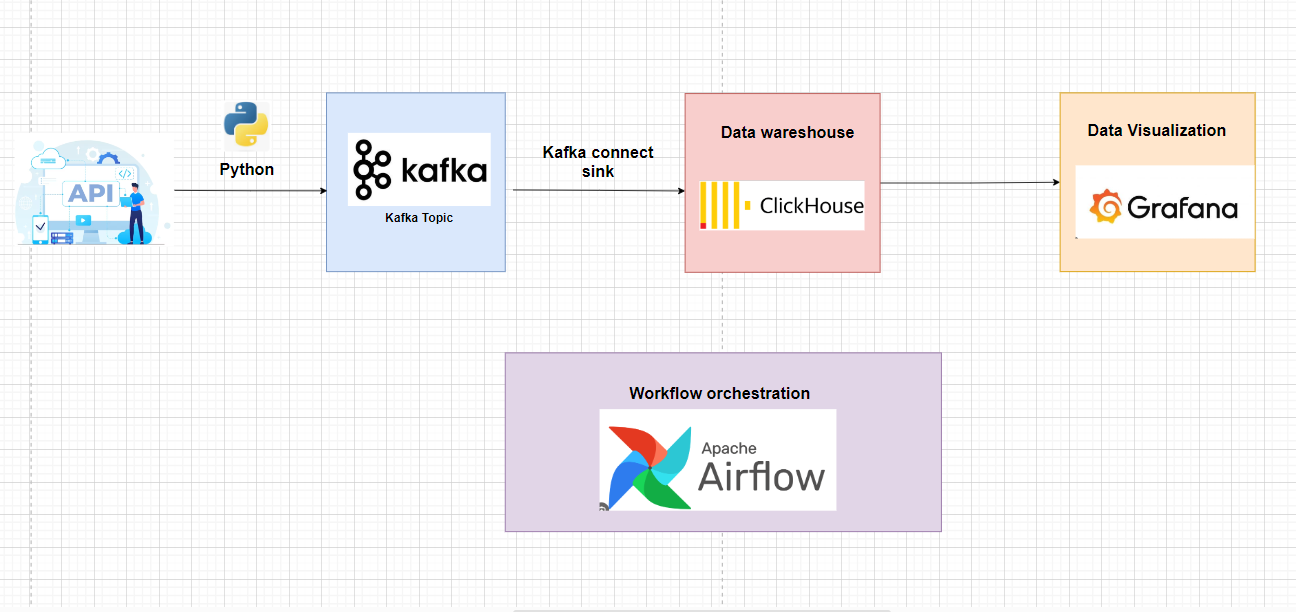 API
Python
kafka
Kafka Topic
Kafka connect
sink
Data wareshouse
ClickHouse
Data Visualization
Grafana
Workflow orchestration
Apache
Airflow